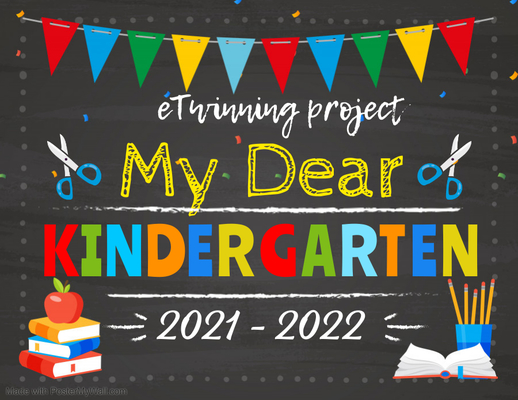 eTwinning project
My Dear
KINDERGARTEN
2021 - 2022
Made with PosterMyWall.com